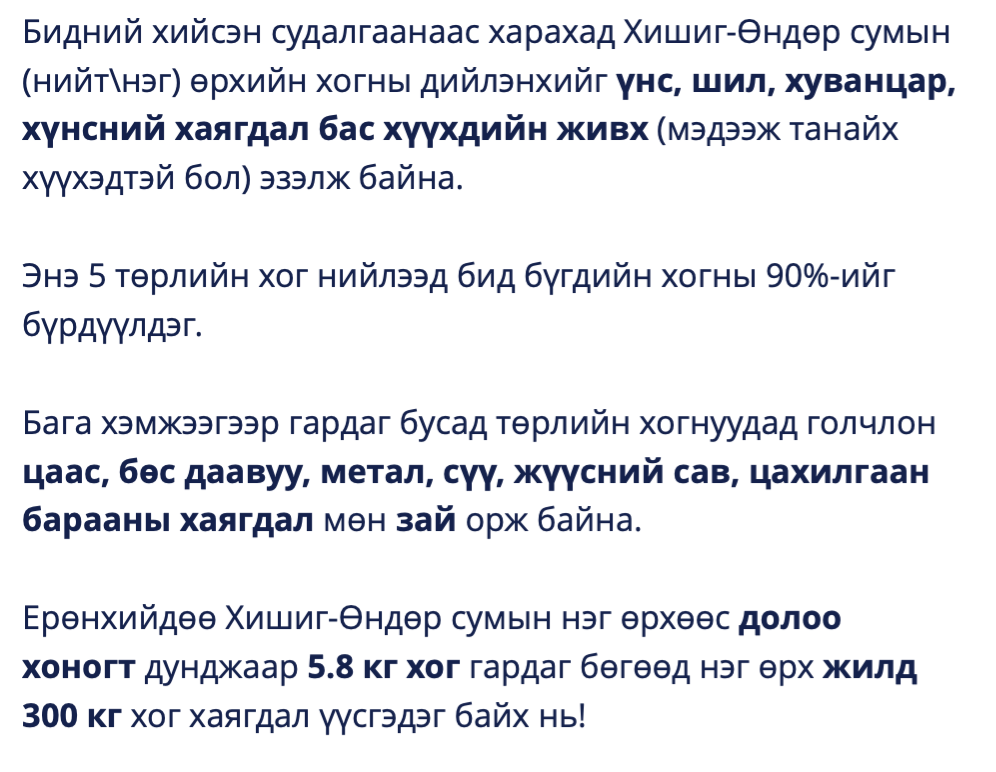 Бидний хийсэн судалгаанаас харахад Хишиг-Өндөр сумын
(нийт\нэг) өрхийн хогны дийлэнхийг үнс, шил, хуванцар,
хүнсний хаягдал бас хүүхдийн живх (мэдээж танайх
хүүхэдтэй бол) эзэлж байна.
Энэ 5 төрлийн хог нийлээд бид бүгдийн хогны 90%-ийг
бүрдүүлдэг.
Бага хэмжээгээр гардаг бусад төрлийн хогнуудад голчлон
цаас, бөс даавуу, метал, сүү, жүүсний сав, цахилгаан
барааны хаягдал мөн зай орж байна.
Ерөнхийдөө Хишиг-Өндөр сумын нэг өрхөөс долоо
хоногт дунджаар 5.8 кг хог гардаг бөгөөд нэг өрх жилд
300 кг хог хаягдал үүсгэдэг байх нь!